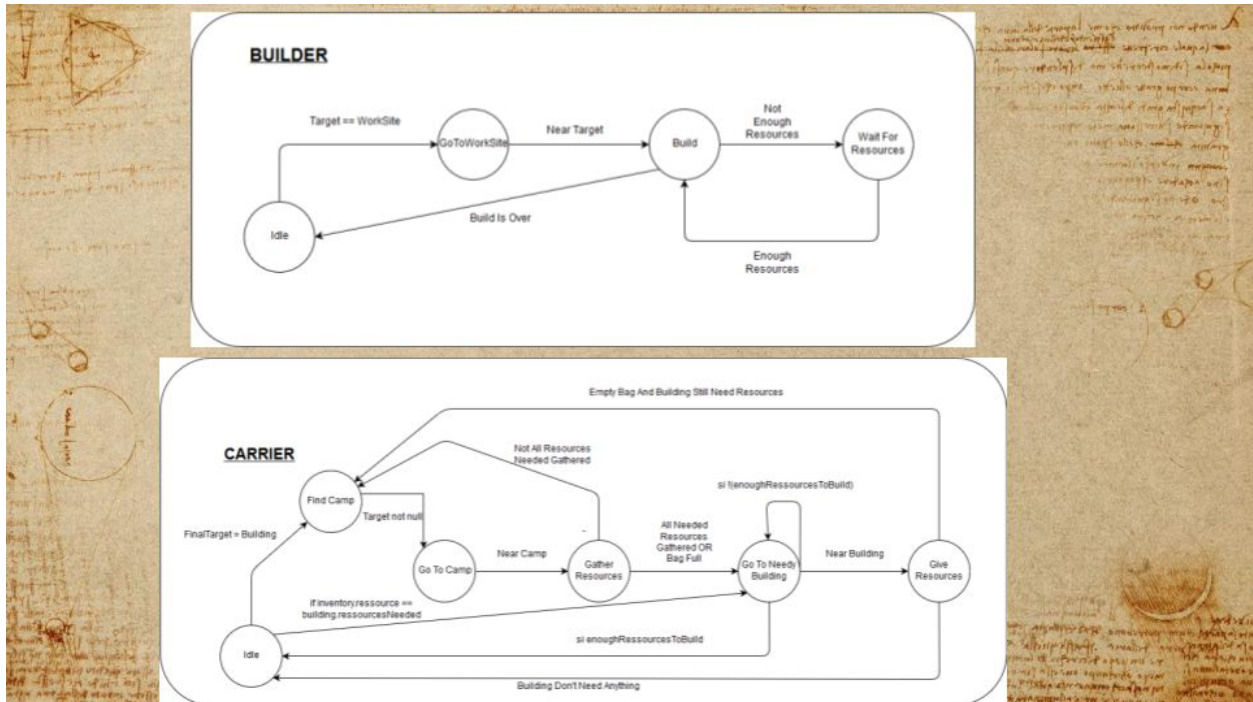 BUILDER
Target == WorkSite
GoToWorkSite
Near Target
Build
Not
Enough
Resources
Wait For
Resources
Build Is Over
Idle
Enough
Resources
Empty Bag And Building Still Need Resources
CARRIER
Not All Resources
Needed Gathered
Find Camp
Target not null
FinalTarget = Building
si !(enoughRessourcesToBuild)
All Needed
Resources
Gathered OR
Bag Full
Near Camp
Go To Camp
Gather
Resources
Go To Needy
Building
Near Building
Give
Resources
if inventory.ressource ==
building.ressourcesNeeded
si enoughRessourcesToBuild
Idle
Building Don't Need Anything